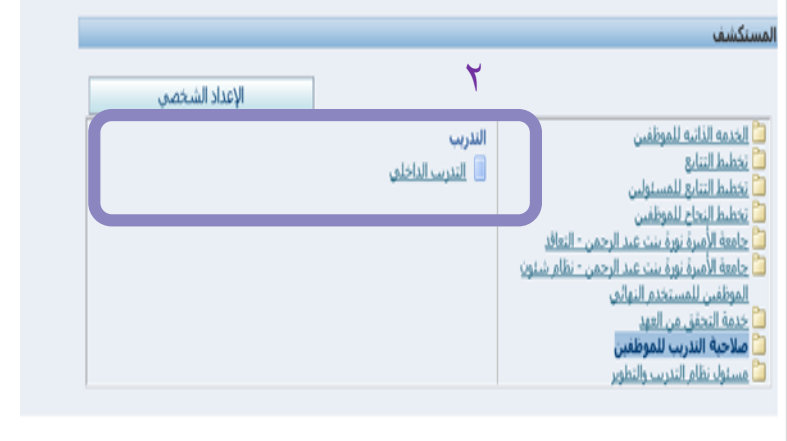 المستكشف
٢
الإعداد الشخصي
الخدمه الذاتيه للموظفين
تخطيط التتابع
تخطيط التتابع للمسئولين
تخطيط النجاح للموظفين
جامعة الأميرة نورة بنت عبد الرحمن - التعاقد
جامعة الأميرة نورة بنت عبد الرحمن - نظام شئون
الموظفين للمستخدم النهائي
خدمة التحقق من العهد
صلاحية التدريب للموظفين
مسئول نظام التدريب والتطوير
التدريب
التدريب الداخلي